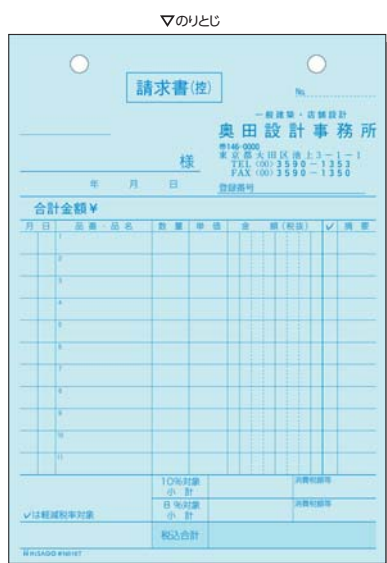 ▽のりとじ
請求書(控)
No.
一般建築・店舗設計
奥田設計事務所
〒146-0000
東京都大田区池上3-1-1
TEL (00) 3590-1353
FAX (00) 3590-1350
様
年 月 日
登録番号
合計金額¥
月 日 品番・品名 数量 単価 金額(税抜) ✓ 摘要
1
2
3
4
5
6
7
8
9
10
11
10%対象 小計 消費税額等
8%対象 小計 消費税額等
✓は軽減税率対象
税込合計
HISAGO